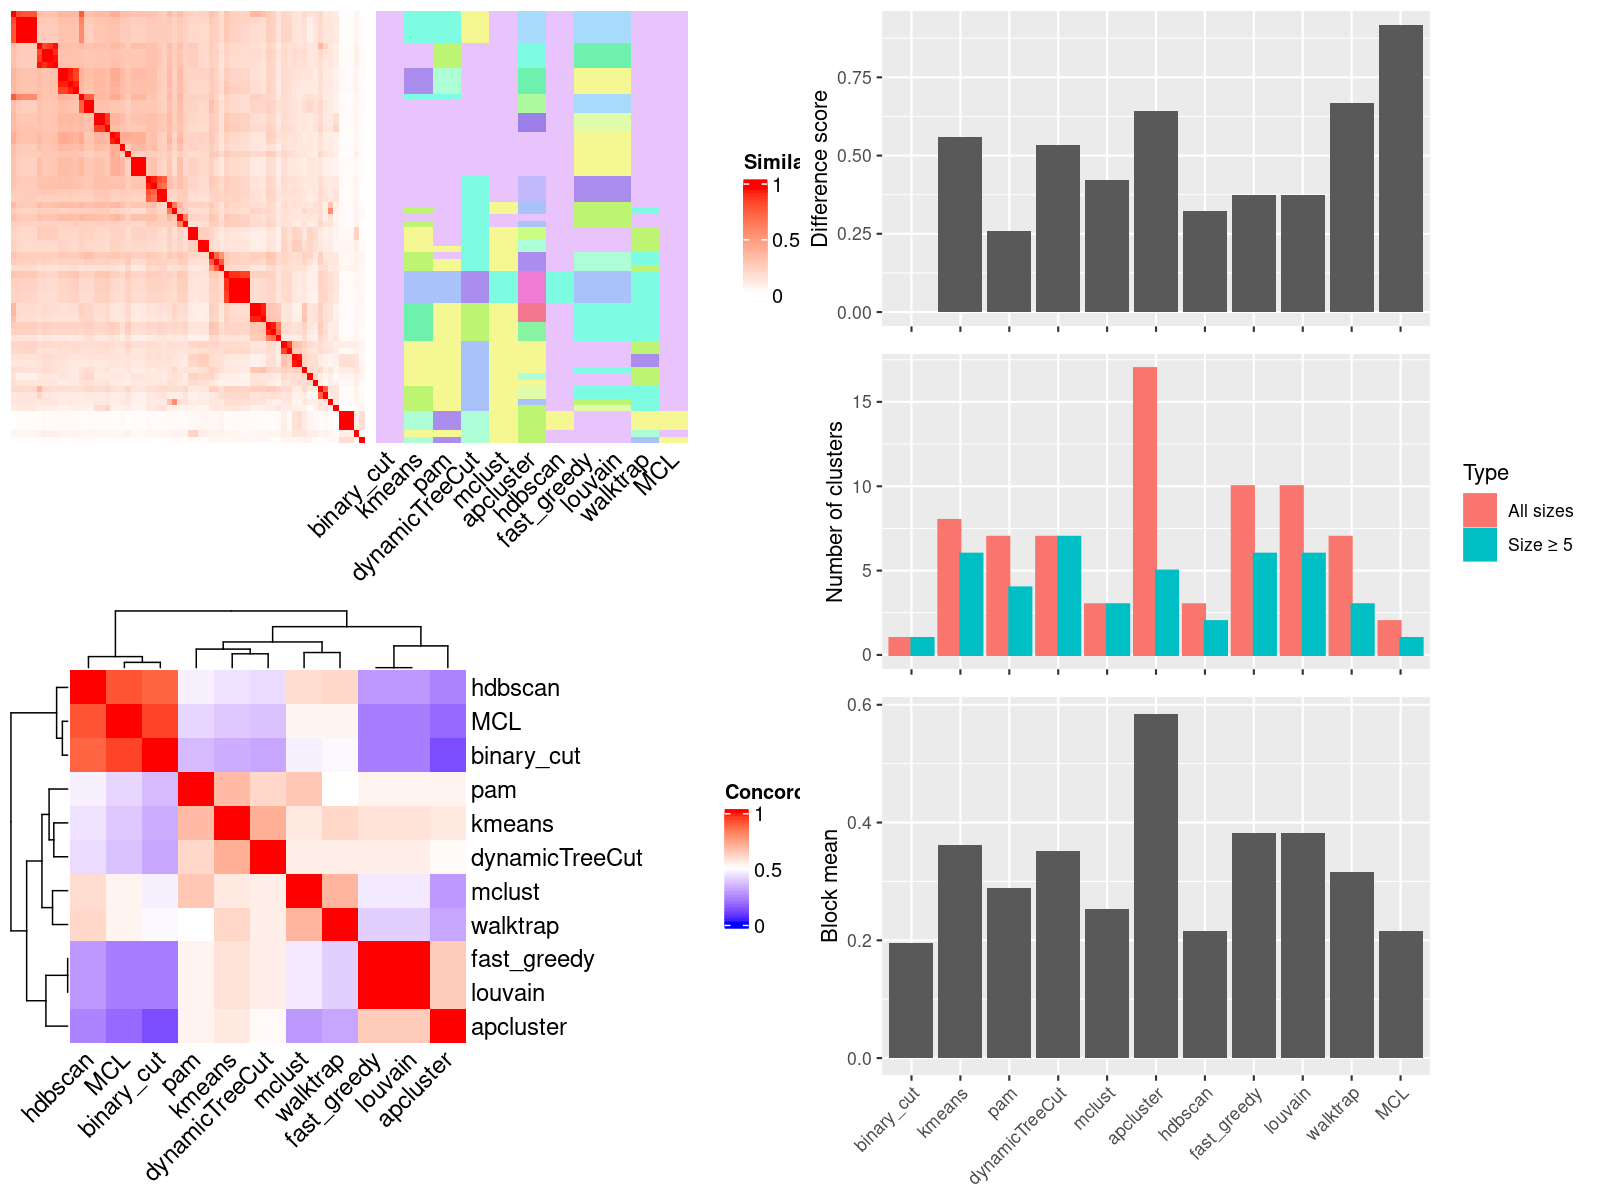 Simila
1
0.5
0
binary_cut
kmeans
pam
dynamicTreeCut
mclust
apcluster
hdbscan
fast_greedy
louvain
walktrap
MCL
hdbscan
MCL
binary_cut
pam
kmeans
dynamicTreeCut
mclust
walktrap
fast_greedy
louvain
apcluster
hdbscan
MCL
binary_cut
pam
kmeans
dynamicTreeCut
mclust
walktrap
fast_greedy
louvain
apcluster
Concord
1
0.5
0
Difference score
0.75
0.50
0.25
0.00
Number of clusters
15
10
5
0
Type
All sizes
Size ≥ 5
Block mean
0.6
0.4
0.2
0.0
binary_cut
kmeans
pam
dynamicTreeCut
mclust
apcluster
hdbscan
fast_greedy
louvain
walktrap
MCL